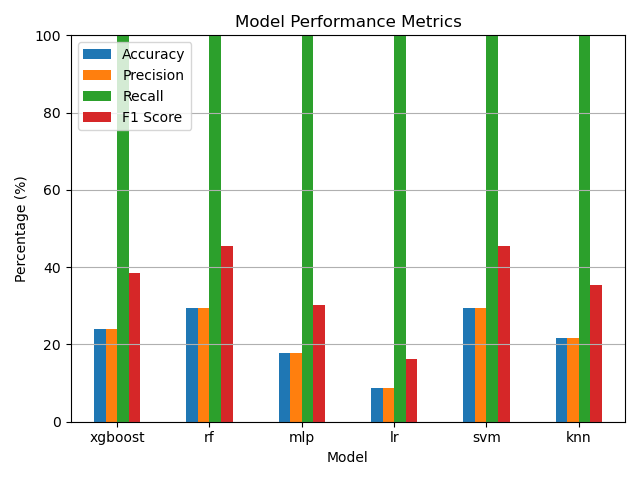 Model Performance Metrics
Percentage (%)
100
80
60
40
20
0
Accuracy
Precision
Recall
F1 Score
xgboost rf mlp lr svm knn
Model